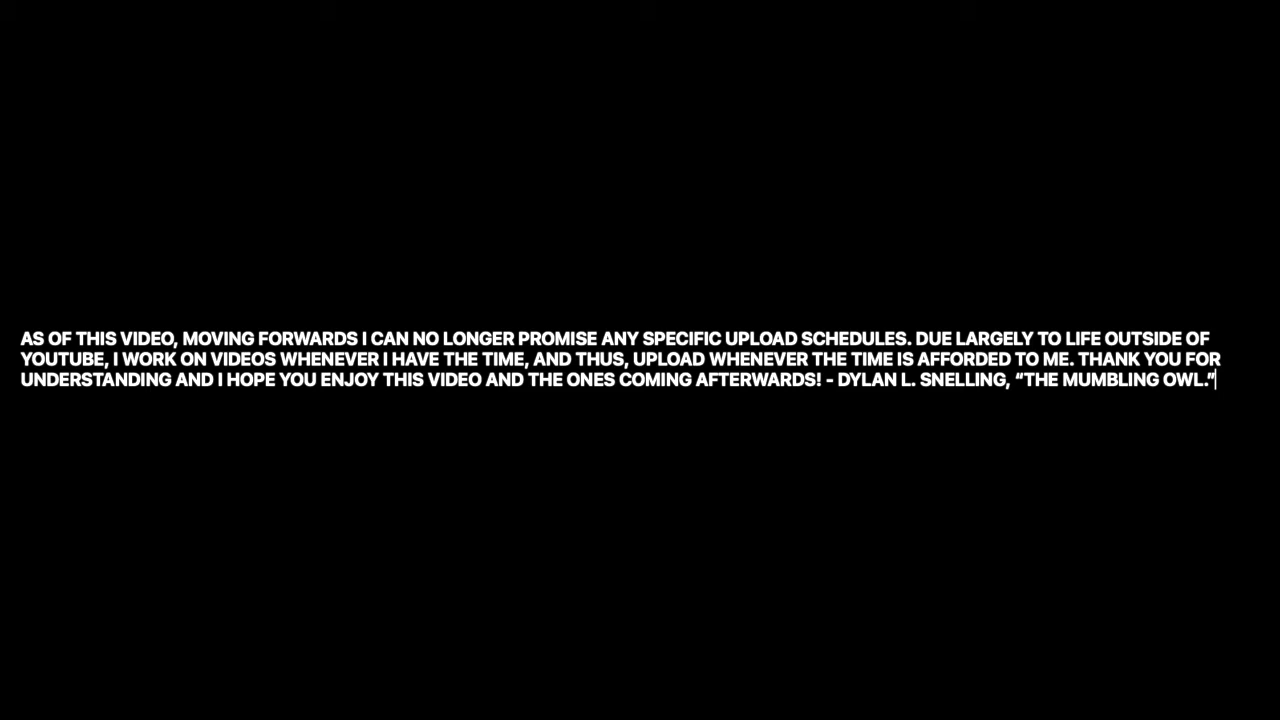 AS OF THIS VIDEO, MOVING FORWARDS I CAN NO LONGER PROMISE ANY SPECIFIC UPLOAD SCHEDULES. DUE LARGELY TO LIFE OUTSIDE OF
YOUTUBE, I WORK ON VIDEOS WHENEVER I HAVE THE TIME, AND THUS, UPLOAD WHENEVER THE TIME IS AFFORDED TO ME. THANK YOU FOR
UNDERSTANDING AND I HOPE YOU ENJOY THIS VIDEO AND THE ONES COMING AFTERWARDS! - DYLAN L. SNELLING, “THE MUMBLING OWL.”